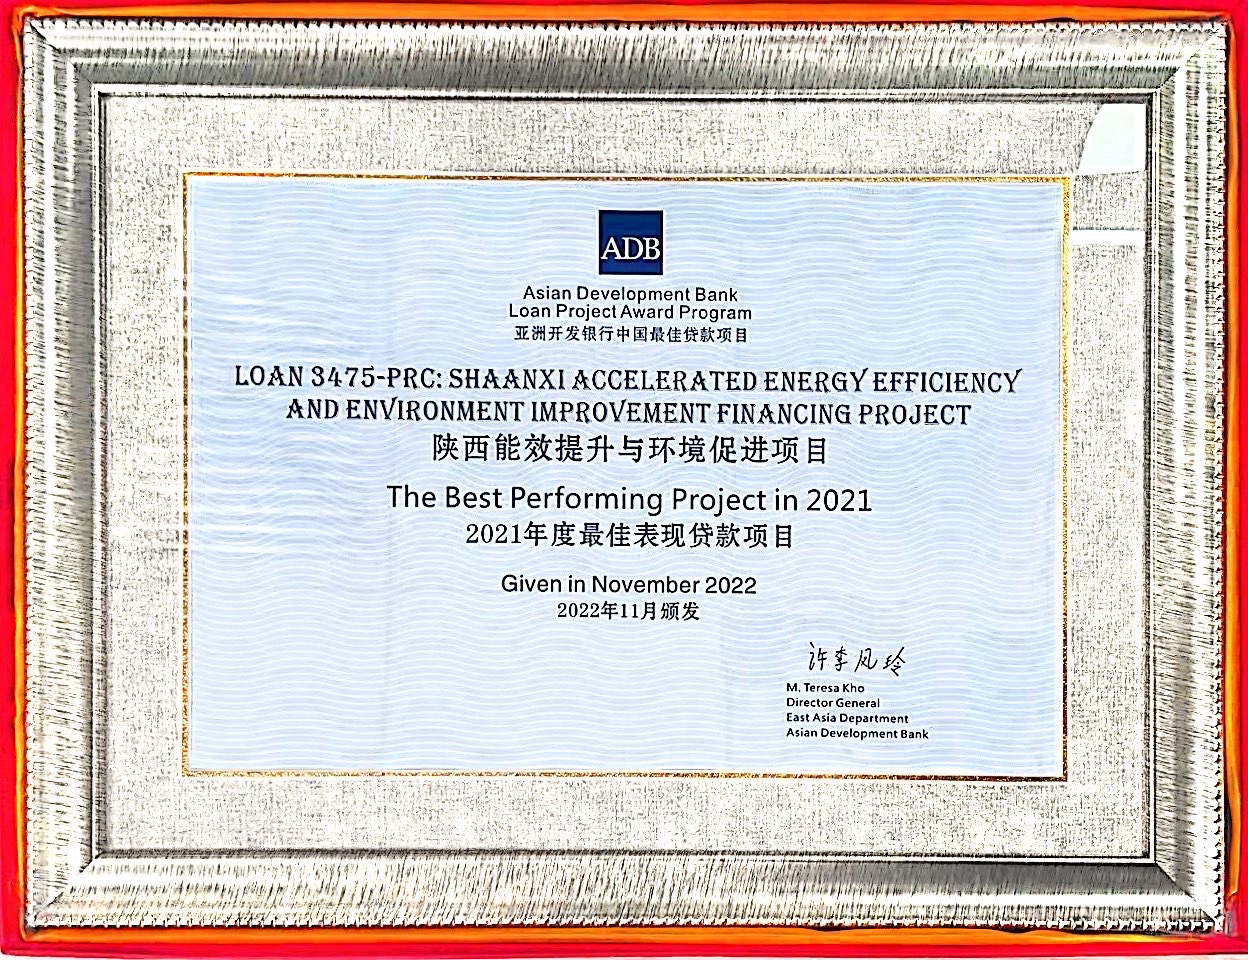 ADB
Asian Development Bank
Loan Project Award Program
亚洲开发银行中国最佳贷款项目
LOAN 3475-PRC: SHAANXI ACCELERATED ENERGY EFFICIENCY
AND ENVIRONMENT IMPROVEMENT FINANCING PROJECT
陕西能效提升与环境促进项目
The Best Performing Project in 2021
2021年度最佳表现贷款项目
Given in November 2022
2022年11月颁发
许李凤玲
M. Teresa Kho
Director General
East Asia Department
Asian Development Bank